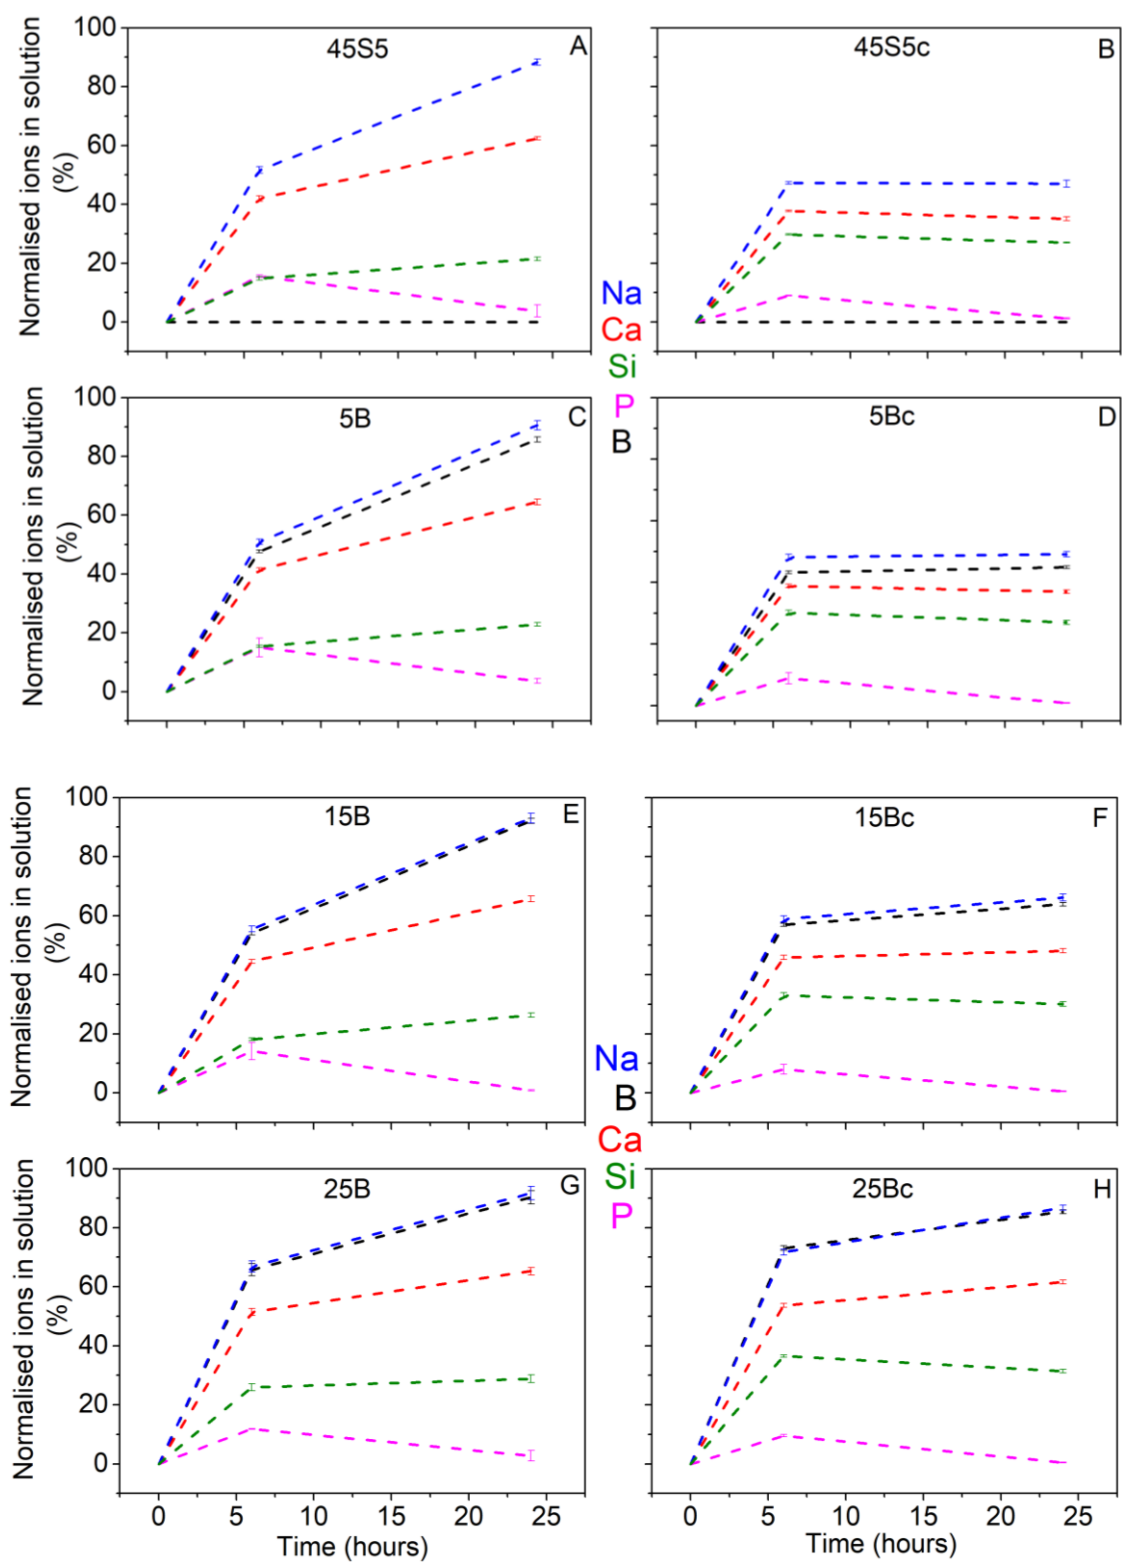 45S5
A
Normalised ions in solution
(%)
100
80
60
40
20
0
45S5c
B
Na
Ca
Si
P
B
5B
C
Normalised ions in solution
(%)
100
80
60
40
20
0
5Bc
D
15B
E
Normalised ions in solution
(%)
100
80
60
40
20
0
15Bc
F
Na
B
Ca
Si
P
25B
G
Normalised ions in solution
(%)
100
80
60
40
20
0
0 5 10 15 20 25
Time (hours)
25Bc
H
0 5 10 15 20 25
Time (hours)